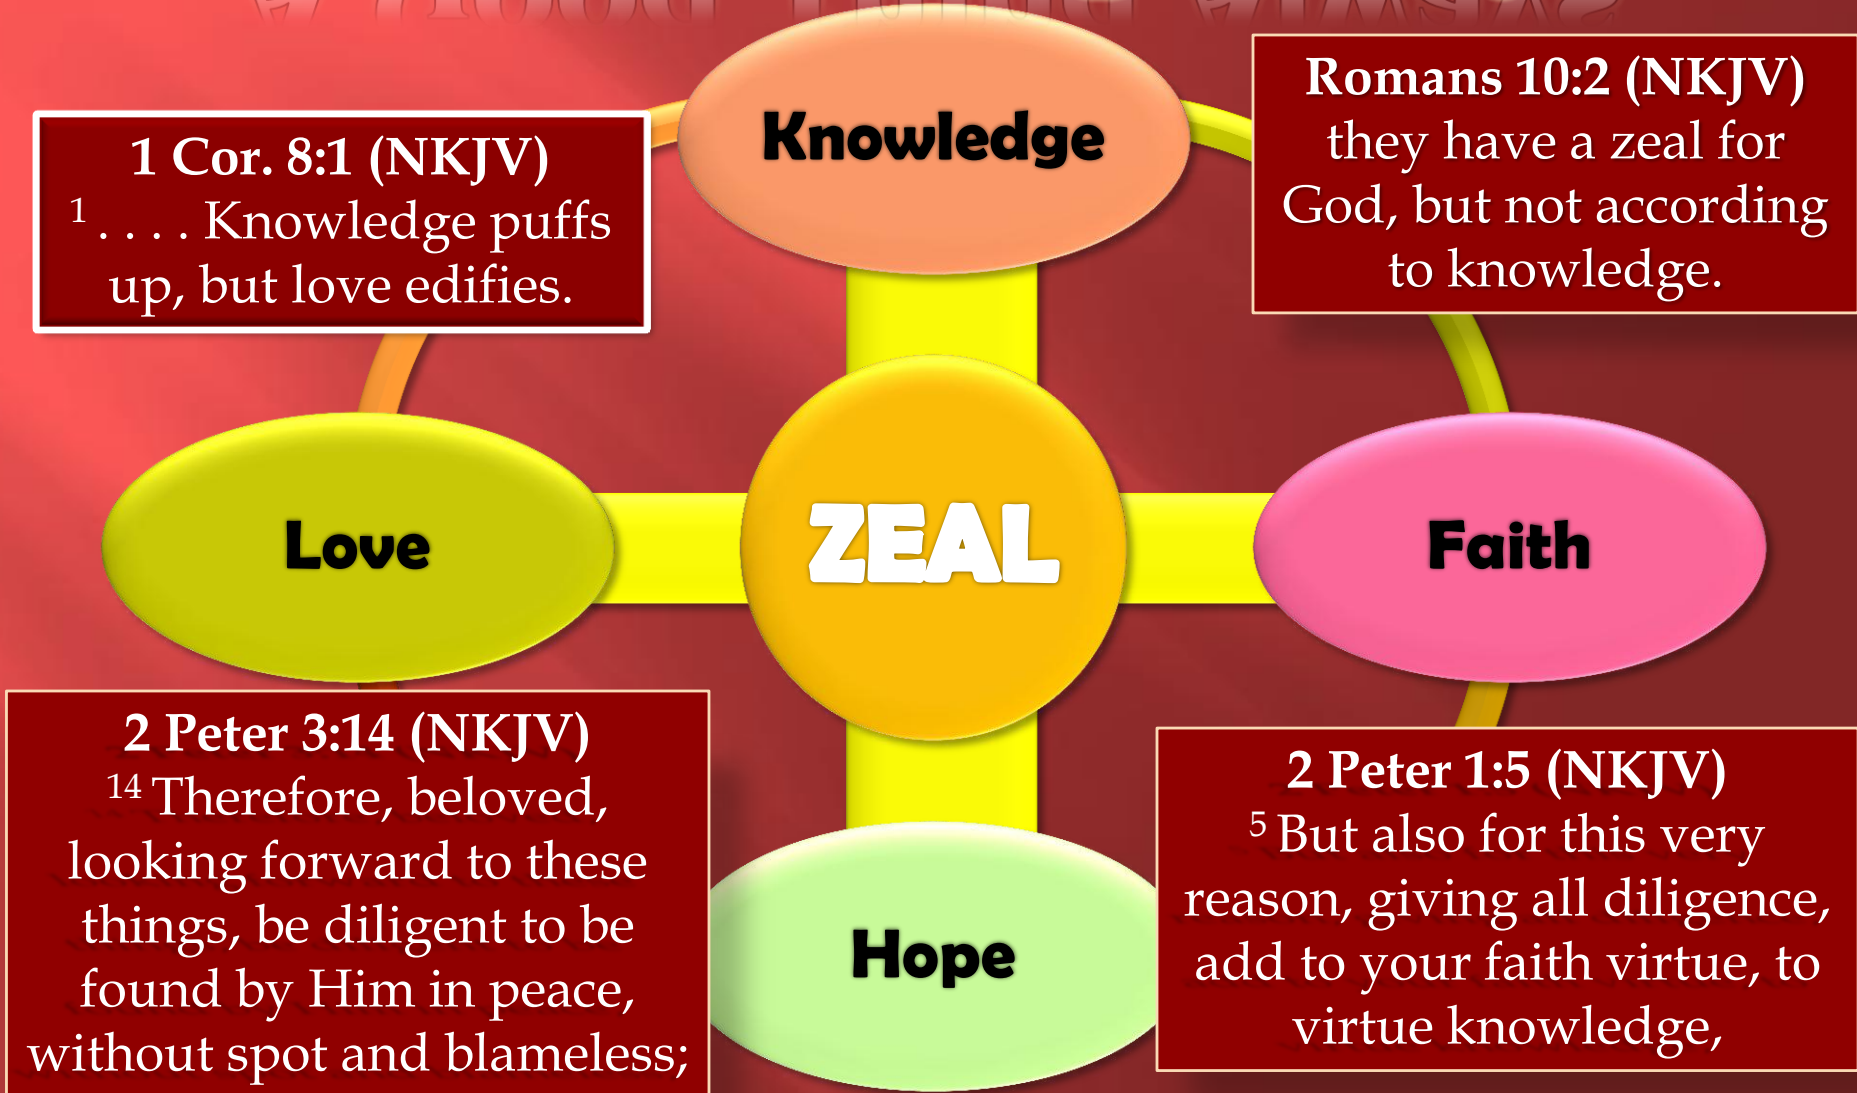 Knowledge
1 Cor. 8:1 (NKJV)
1 . . . . Knowledge puffs
up, but love edifies.
Romans 10:2 (NKJV)
they have a zeal for
God, but not according
to knowledge.
Love
ZEAL
Faith
2 Peter 3:14 (NKJV)
14 Therefore, beloved,
looking forward to these
things, be diligent to be
found by Him in peace,
without spot and blameless;
Hope
2 Peter 1:5 (NKJV)
5 But also for this very
reason, giving all diligence,
add to your faith virtue, to
virtue knowledge,